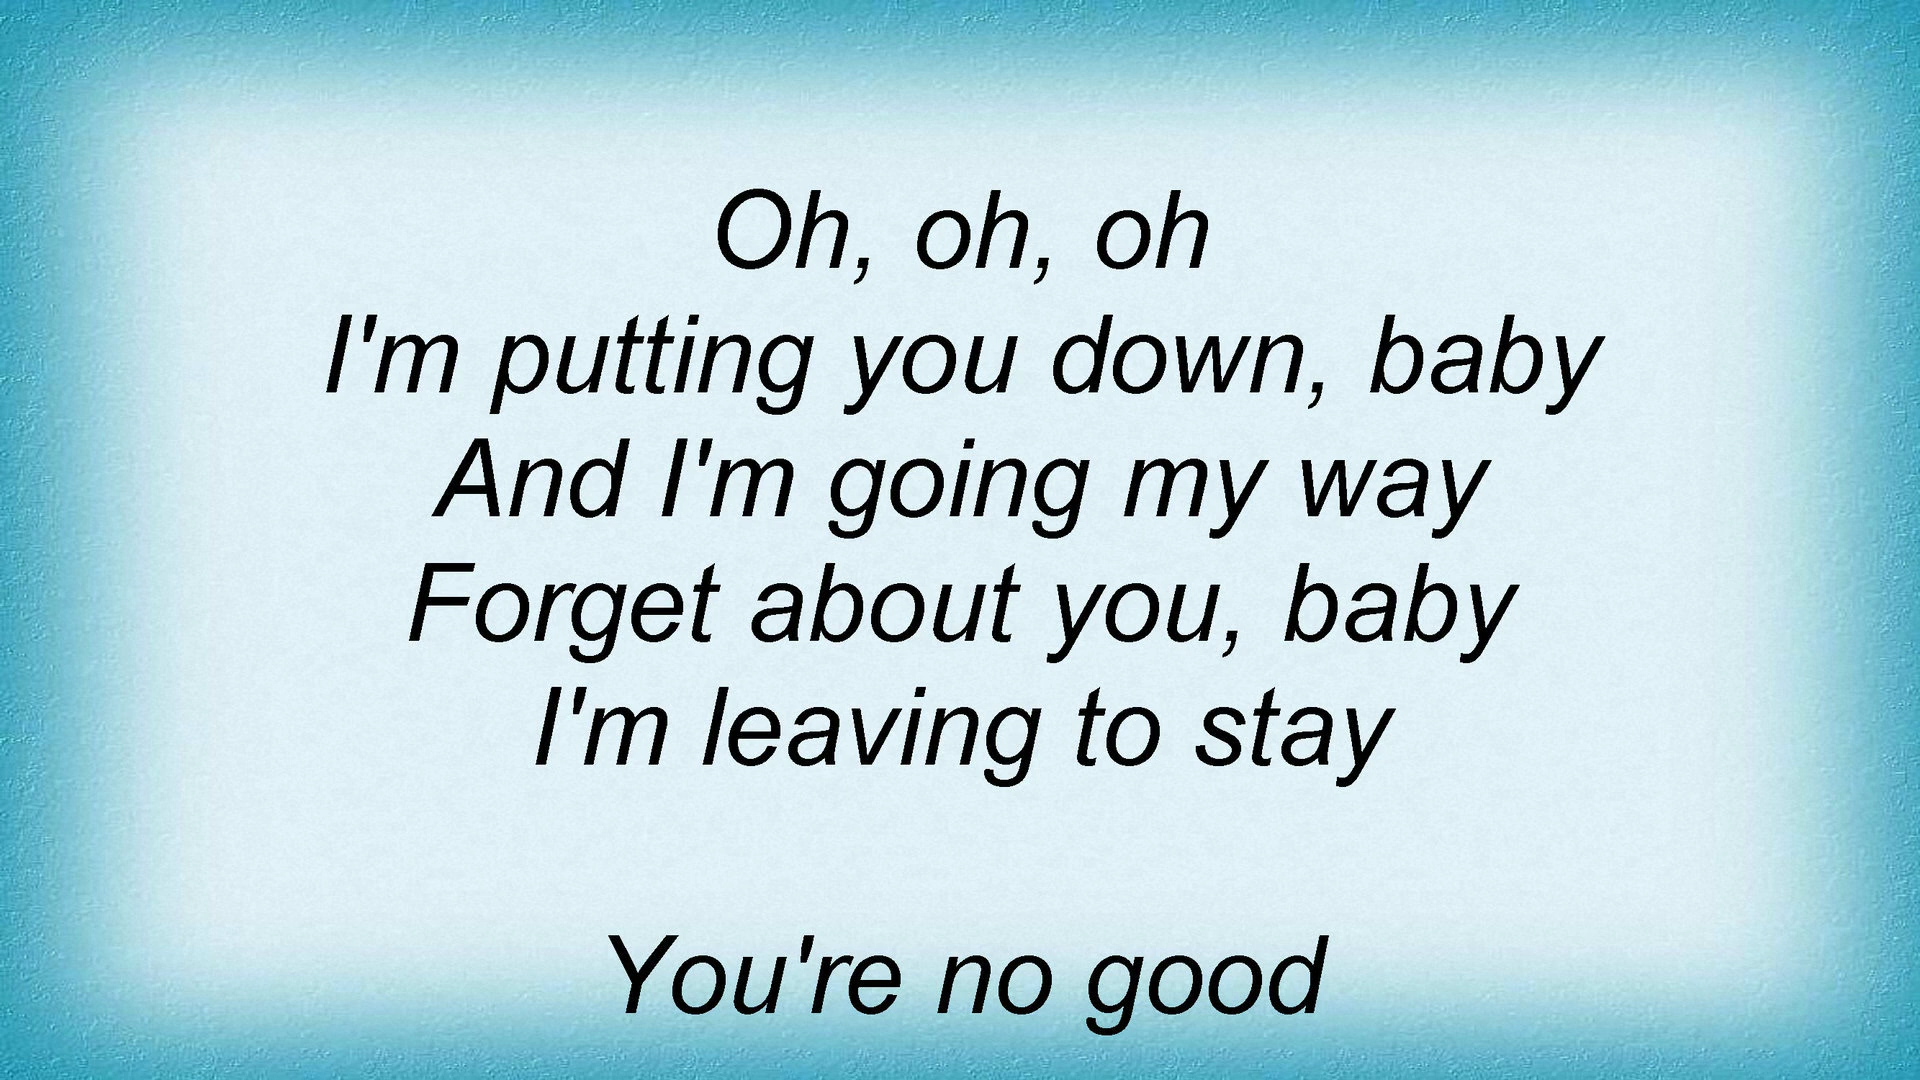 Oh, oh, oh
I'm putting you down, baby
And I'm going my way
Forget about you, baby
I'm leaving to stay
You're no good